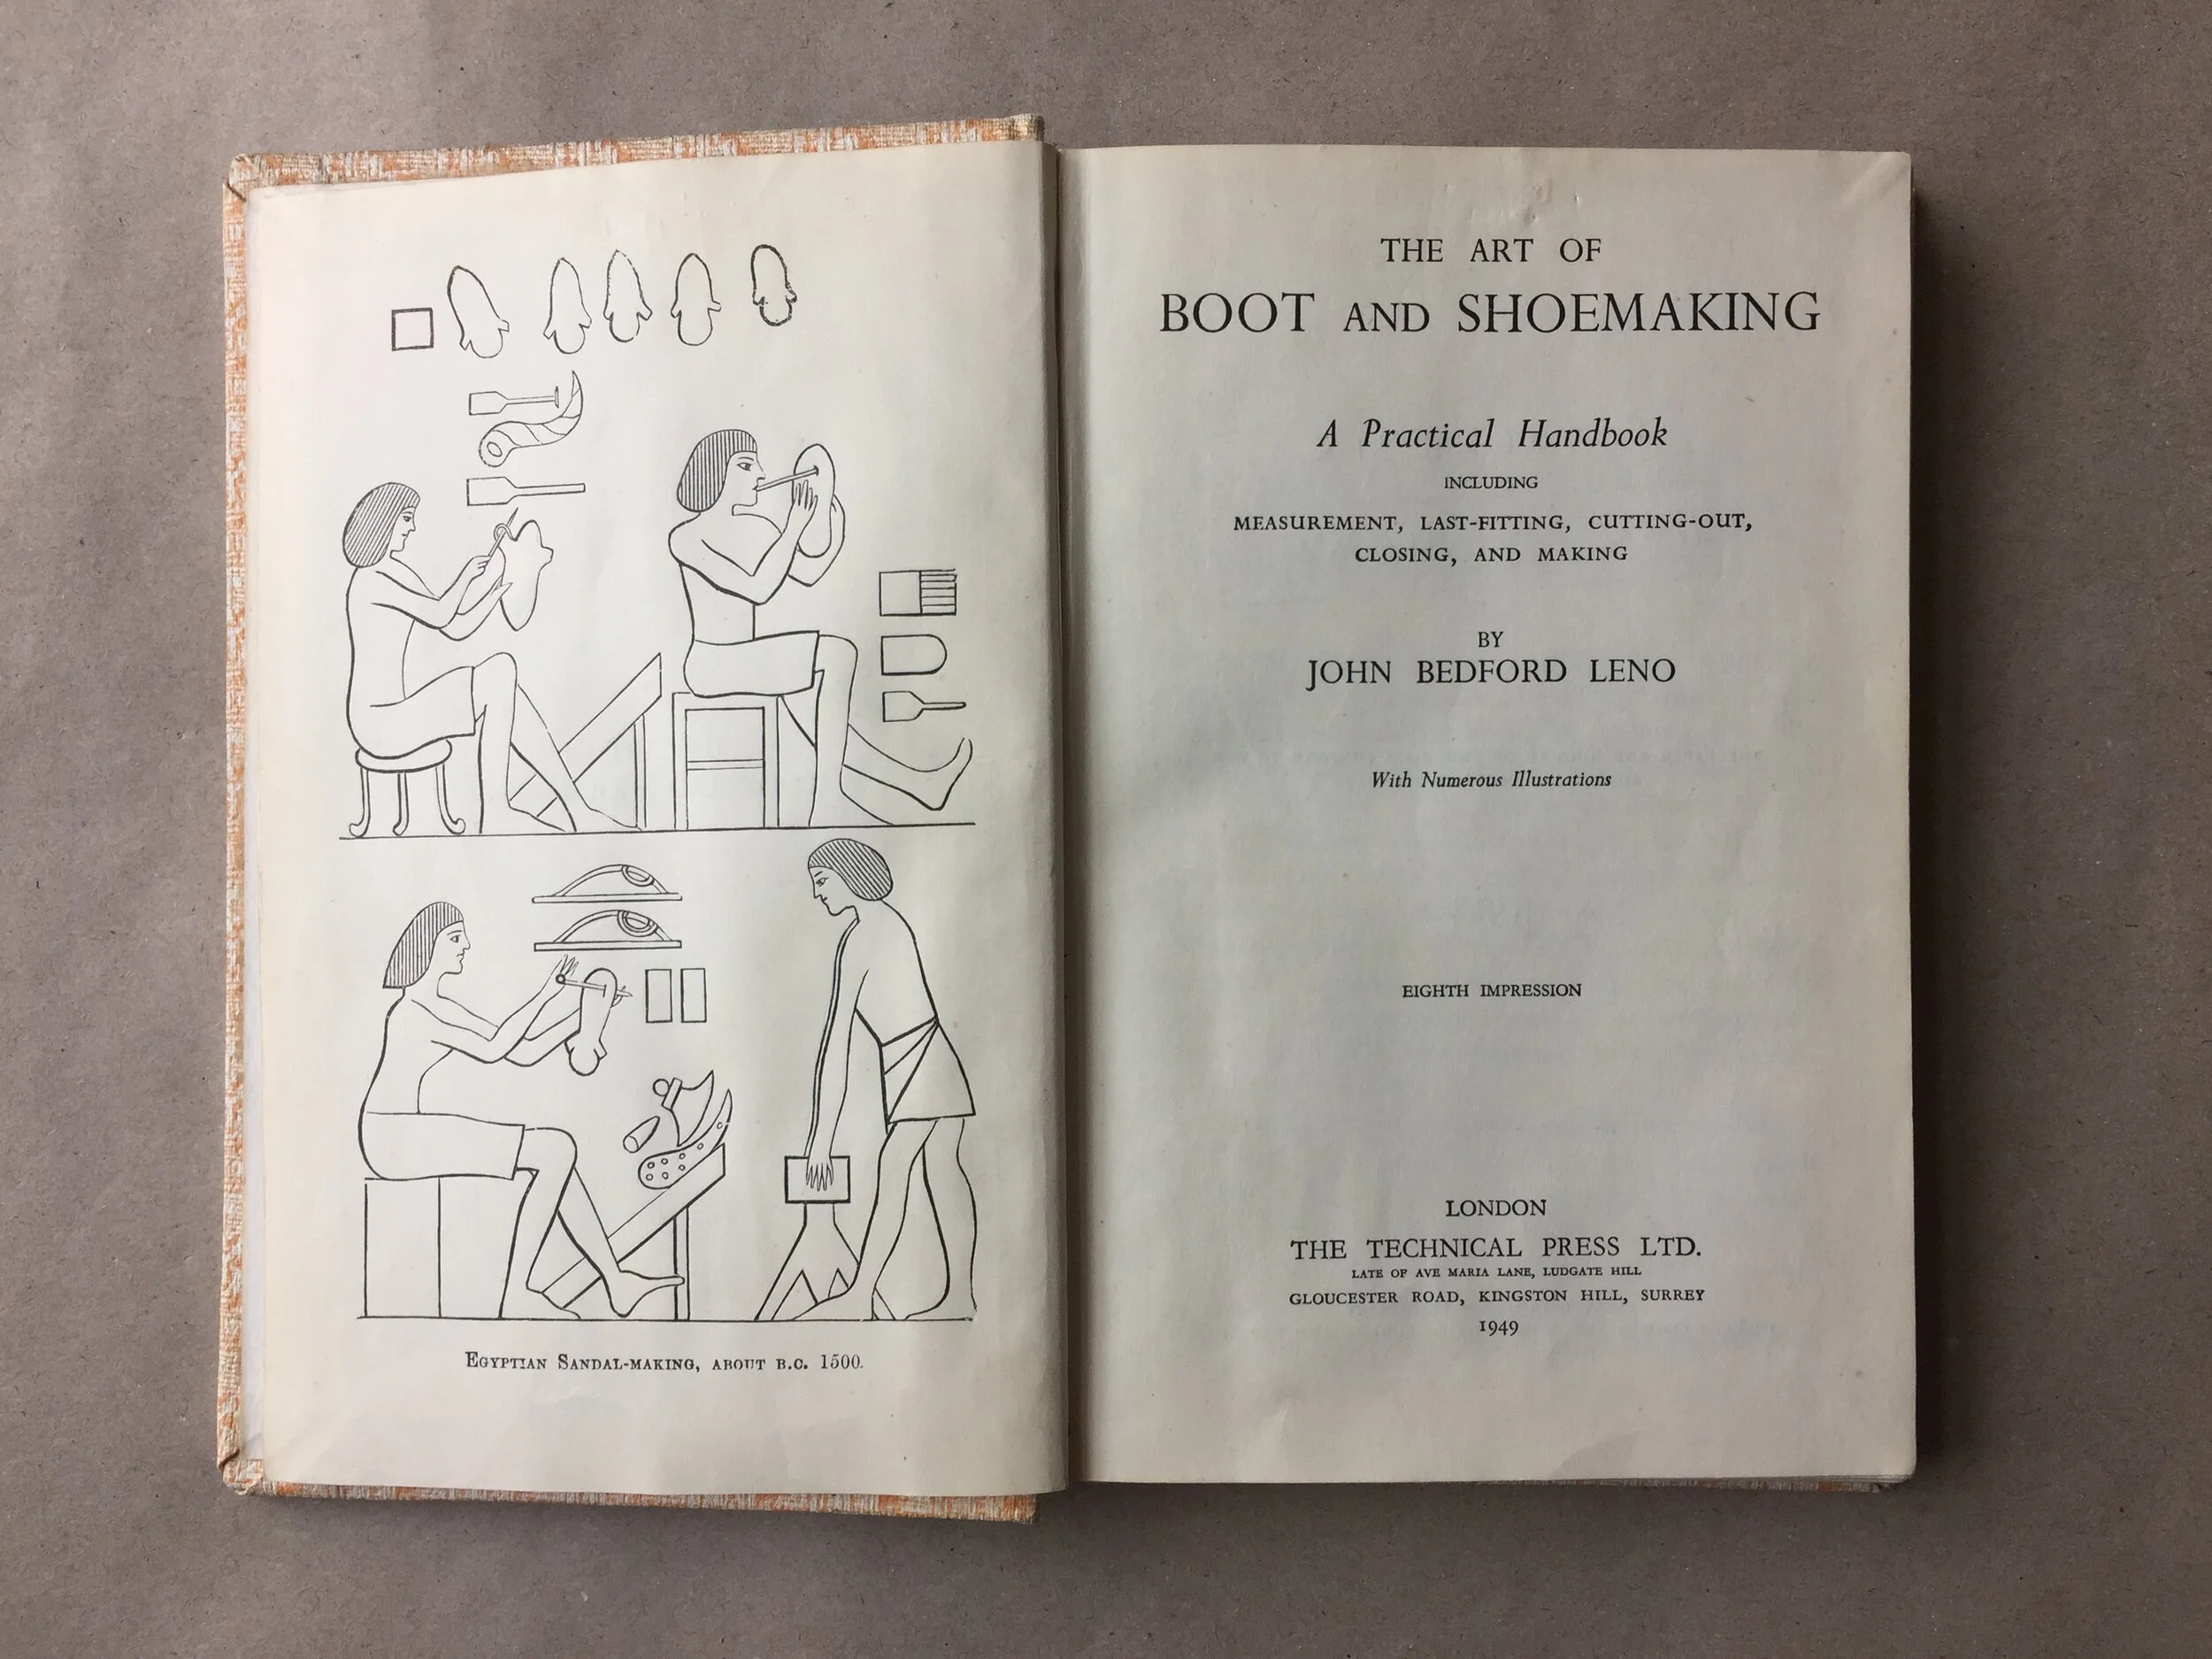 EGYPTIAN SANDAL-MAKING, ABOUT B.C. 1500.
THE ART OF
BOOT AND SHOEMAKING
A Practical Handbook
INCLUDING
MEASUREMENT, LAST-FITTING, CUTTING-OUT,
CLOSING, AND MAKING
BY
JOHN BEDFORD LENO
With Numerous Illustrations
EIGHTH IMPRESSION
LONDON
THE TECHNICAL PRESS LTD.
LATE OF AVE MARIA LANE, LUDGATE HILL
GLOUCESTER ROAD, KINGSTON HILL, SURREY
1949